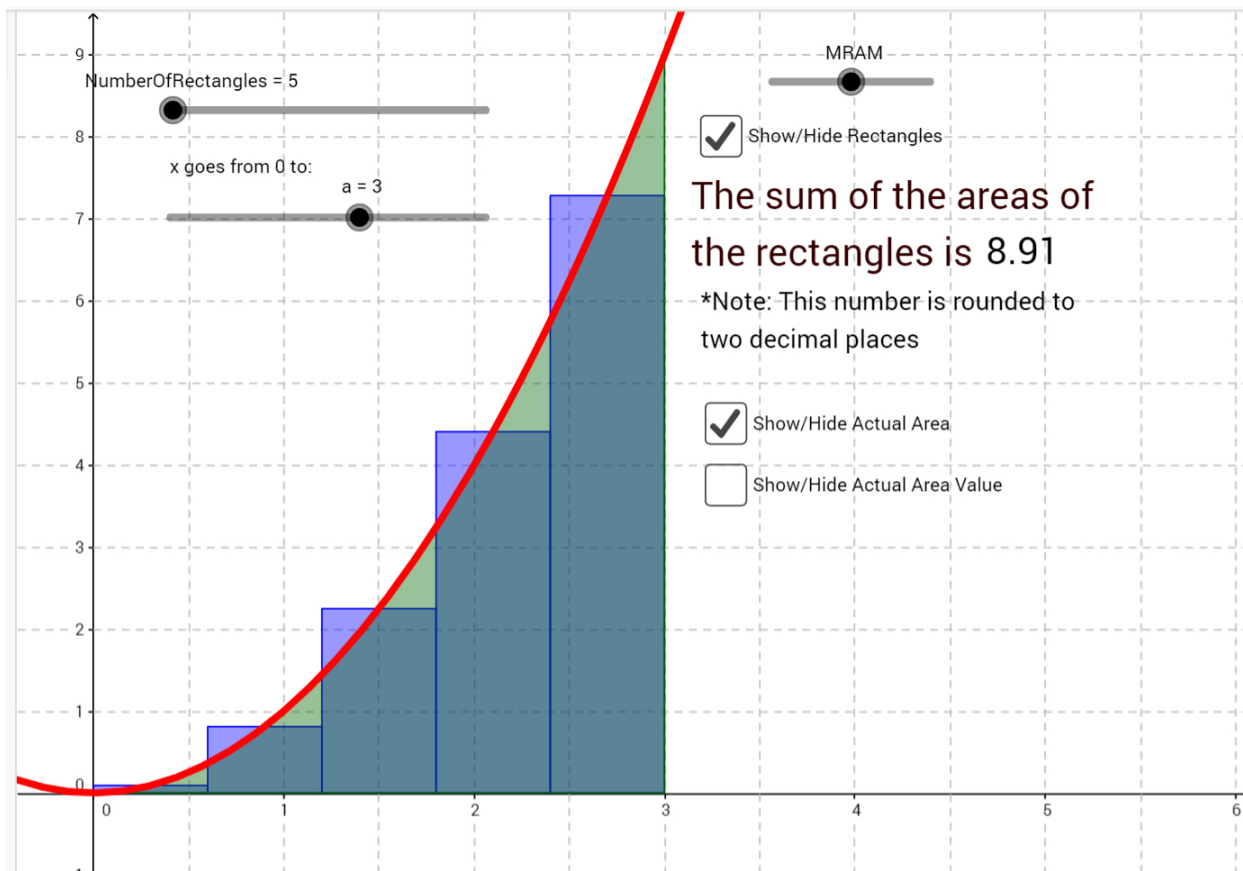 9
NumberOfRectangles = 5
MRAM
8
Show/Hide Rectangles
x goes from 0 to:
a = 3
The sum of the areas of
7
the rectangles is 8.91
6
*Note: This number is rounded to
two decimal places
5
Show/Hide Actual Area
4
Show/Hide Actual Area Value
3
2
1
0
0 1 2 3 4 5 6